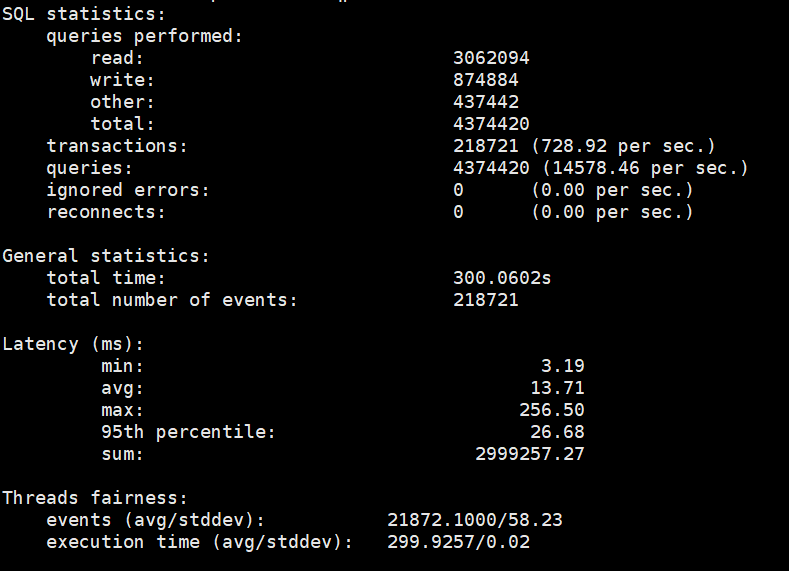 SQL statistics:
    queries performed:
        read:                            3062094
        write:                           874884
        other:                           437442
        total:                           4374420
    transactions:                        218721 (728.92 per sec.)
    queries:                             4374420 (14578.46 per sec.)
    ignored errors:                      0      (0.00 per sec.)
    reconnects:                          0      (0.00 per sec.)

General statistics:
    total time:                          300.0602s
    total number of events:              218721

Latency (ms):
         min:                                    3.19
         avg:                                   13.71
         max:                                  256.50
         95th percentile:                       26.68
         sum:                              2999257.27

Threads fairness:
    events (avg/stddev):           21872.1000/58.23
    execution time (avg/stddev):   299.9257/0.02